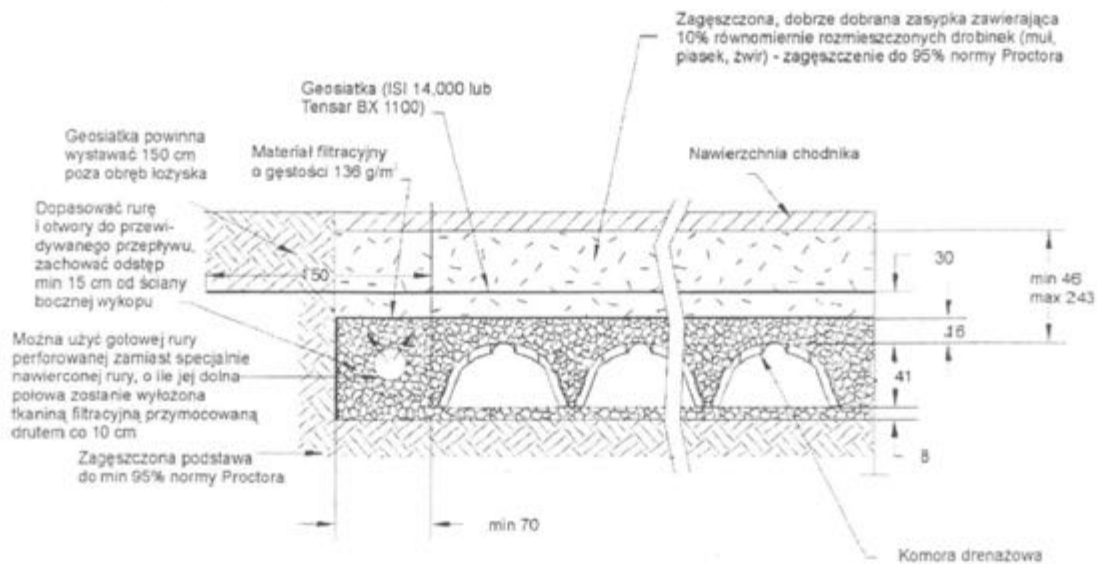 Zagęszczona, dobrze dobrana zasypka zawierająca
10% równomiernie rozmieszczonych drobinek (muł,
piasek, żwir) - zagęszczenie do 95% normy Proctora
Geosiatka (ISI 14,000 lub
Tensar BX 1100)
Geosiatka powinna
wystawać 150 cm
poza obręb łożyska
Materiał filtracyjny
o gęstości 136 g/m²
Nawierzchnia chodnika
Dopasować rurę
i otwory do przewi-
dywanego przepływu,
zachować odstęp
min 15 cm od ściany
bocznej wykopu
150
30
min 46
max 243
16
Można użyć gotowej rury
perforowanej zamiast specjalnie
nawierconej rury, o ile jej dolna
połowa zostanie wyłożona
tkaniną filtracyjna przymocowaną
drutem co 10 cm
41
Zagęszczona podstawa
do min 95% normy Proctora
8
min 70
Komora drenażowa